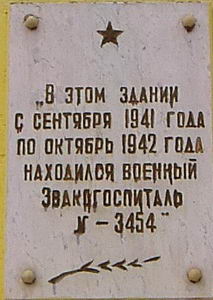 „В ЭТОМ ЗДАНИИ
С СЕНТЯБРЯ 1941 ГОДА
ПО ОКТЯБРЬ 1942 ГОДА
НАХОДИЛСЯ ВОЕННЫЙ
ЭВАКОГОСПИТАЛЬ
№ – 3454"